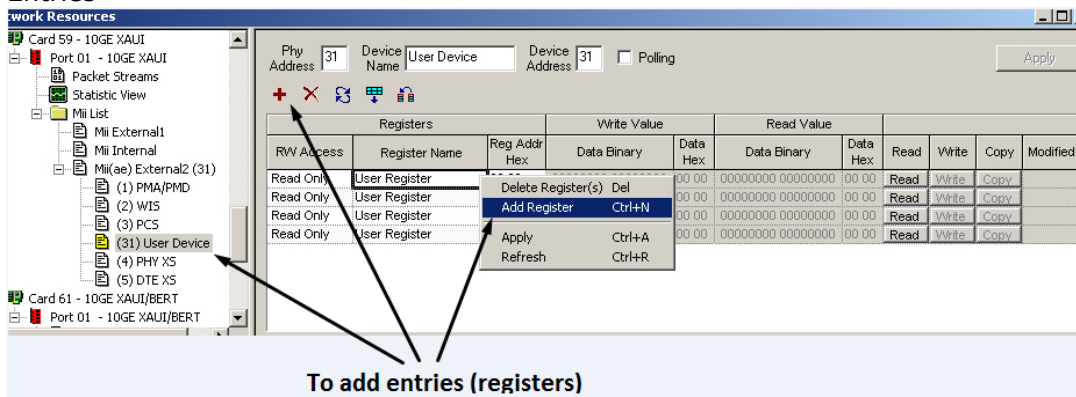 Entries
twork Resources
Card 59 - 10GE XAUI
Port 01 - 10GE XAUI
Packet Streams
Statistic View
Mii List
Mii External1
Mii Internal
Mii(ae) External2 (31)
(1) PMA/PMD
(2) WIS
(3) PCS
(31) User Device
(4) PHY XS
(5) DTE XS
Card 61 - 10GE XAUI/BERT
Port 01 - 10GE XAUI/BERT
Phy Address 31 Device Name User Device Device Address 31 Polling Apply
Registers Write Value Read Value
RW Access Register Name Reg Addr Hex Data Binary Data Hex Data Binary Data Hex Read Write Copy Modified
Read Only User Register 00 00 00000000 00000000 00 00 Read Write Copy
Read Only User Register 00 00 00000000 00000000 00 00 Read Write Copy
Read Only User Register 00 00 00000000 00000000 00 00 Read Write Copy
Read Only User Register 00 00 00000000 00000000 00 00 Read Write Copy
Delete Register(s) Del
Add Register Ctrl+N
Apply Ctrl+A
Refresh Ctrl+R
To add entries (registers)